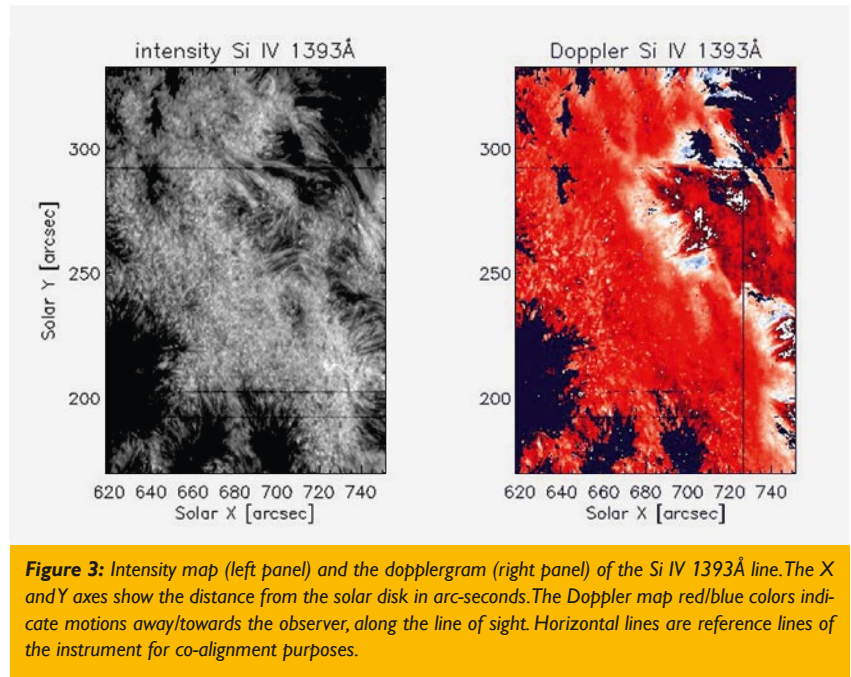 intensity Si IV 1393Å
Doppler Si IV 1393Å
Solar Y [arcsec]
300
250
200
300
250
200
620 640 660 680 700 720 740
620 640 660 680 700 720 740
Solar X [arcsec]
Solar X [arcsec]
Figure 3: Intensity map (left panel) and the dopplergram (right panel) of the Si IV 1393Å line. The X
and Y axes show the distance from the solar disk in arc-seconds. The Doppler map red/blue colors indi-
cate motions away/towards the observer, along the line of sight. Horizontal lines are reference lines of
the instrument for co-alignment purposes.